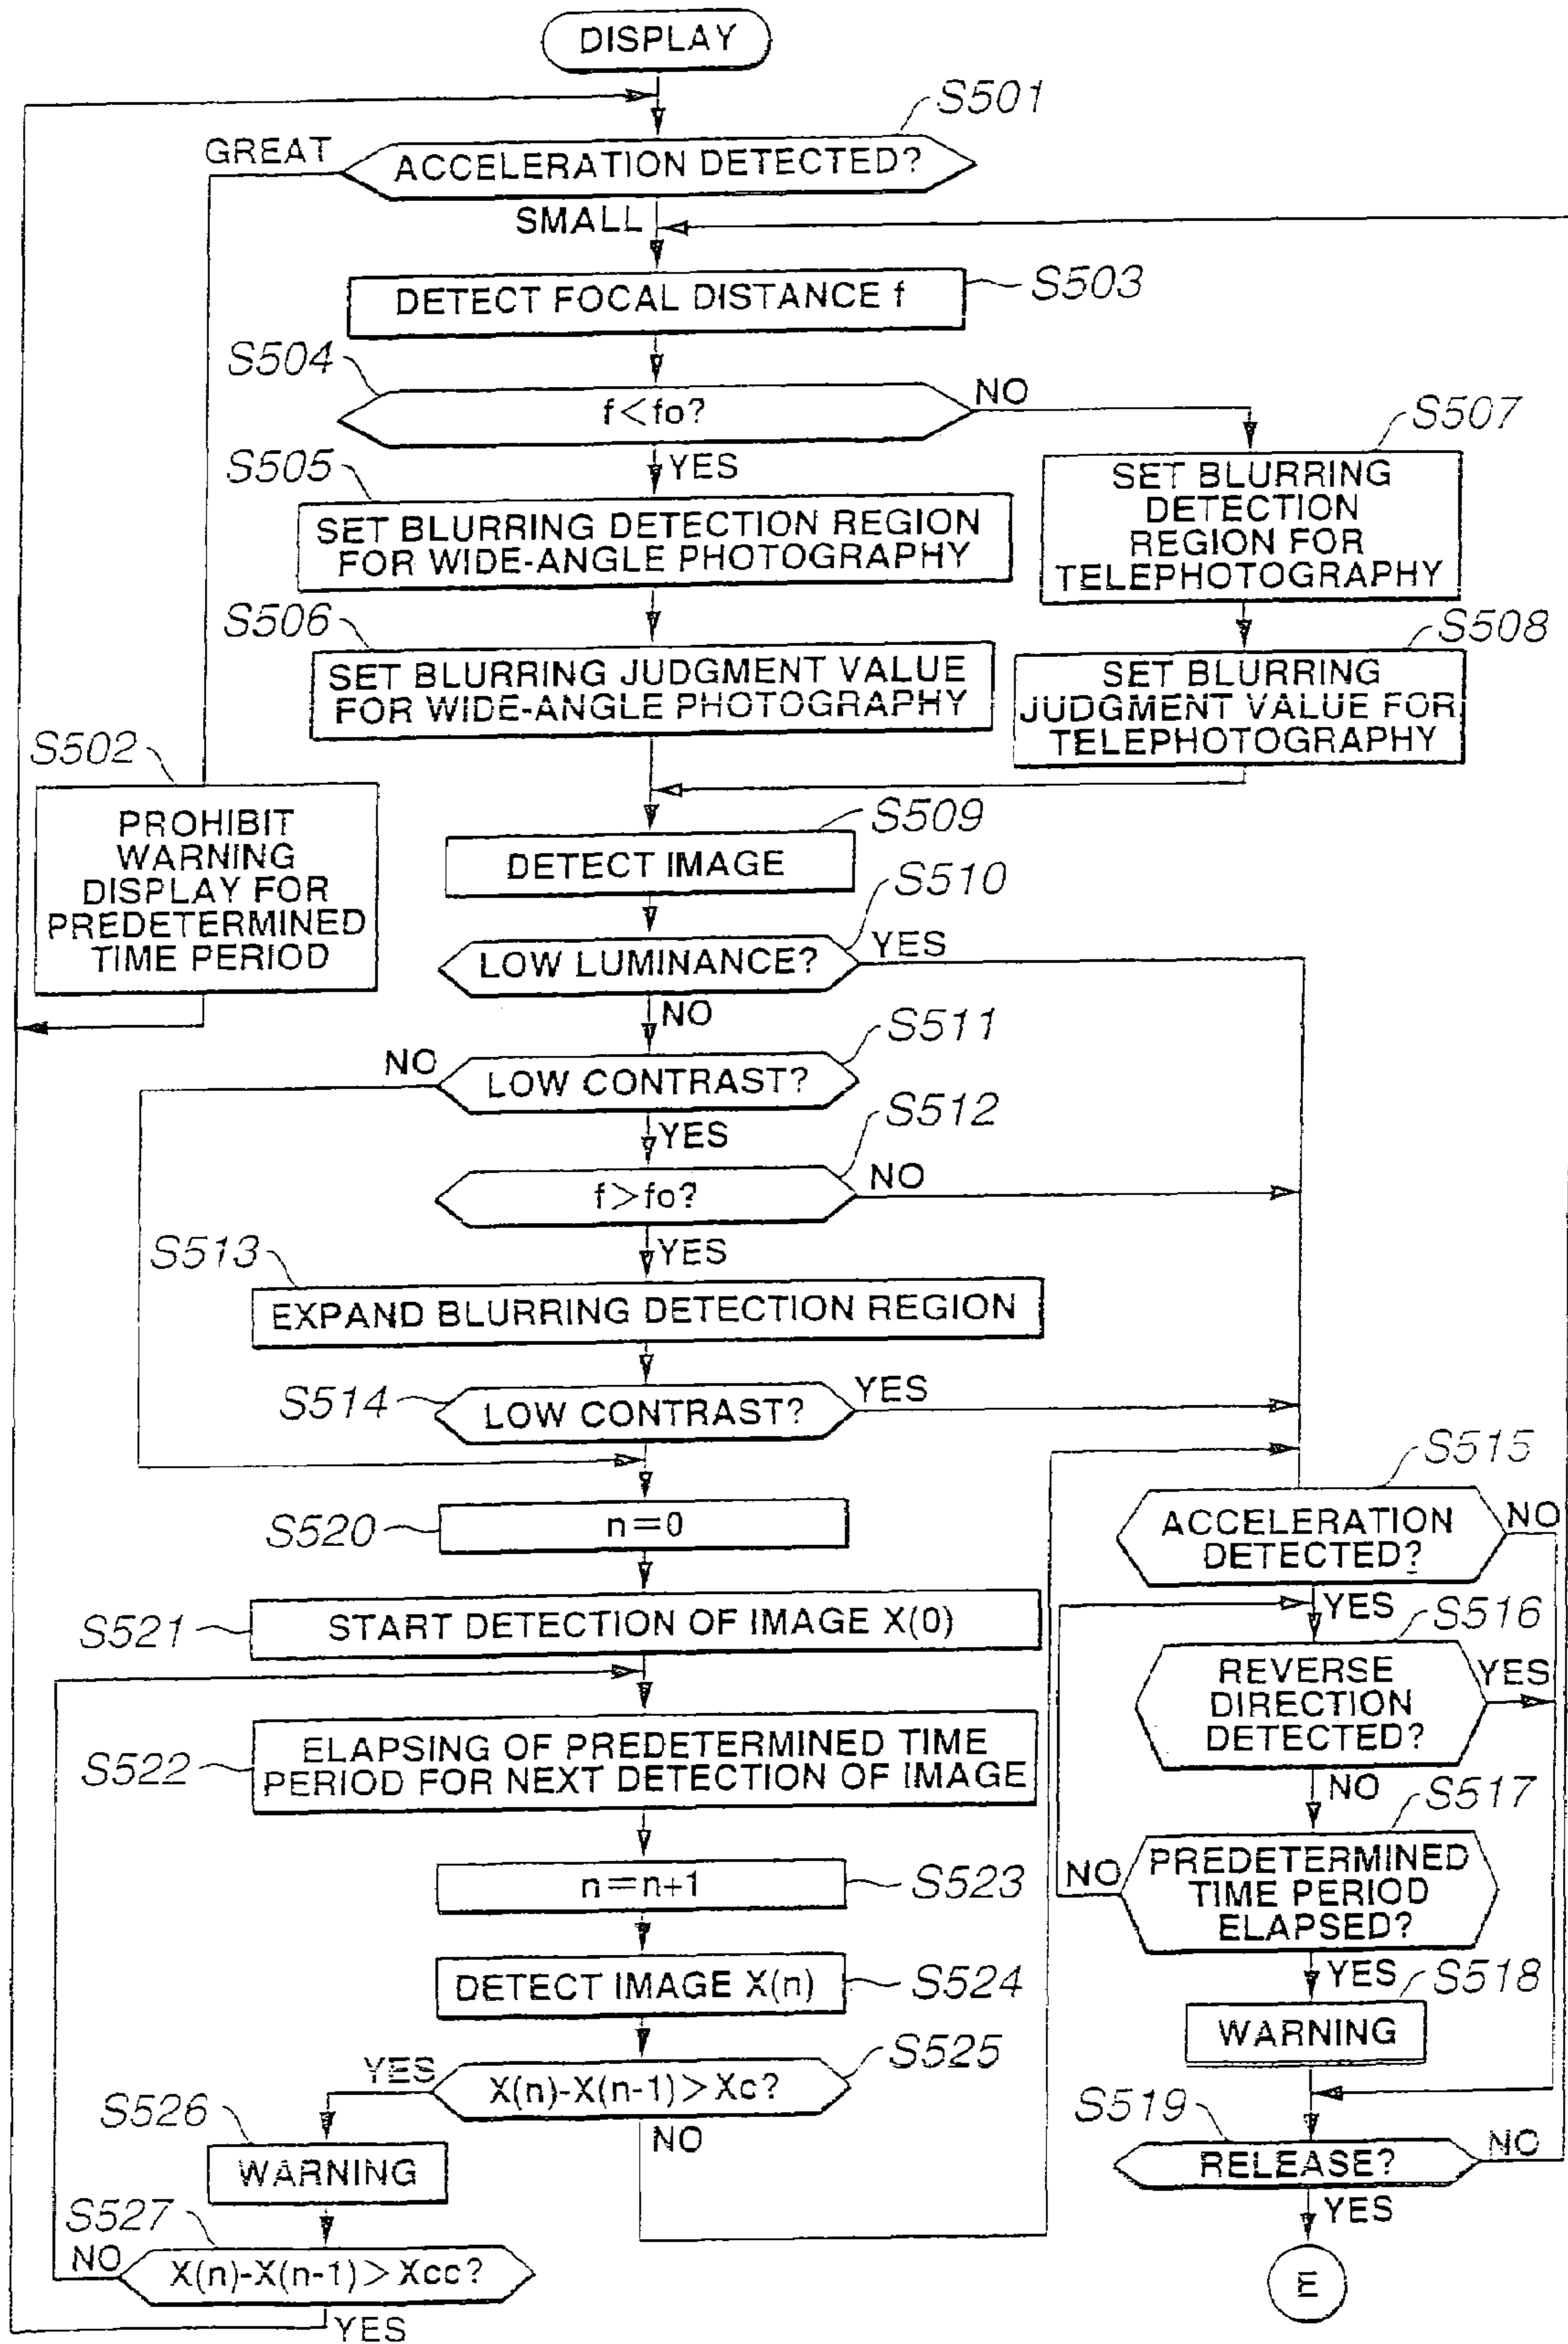 DISPLAY
S501
GREAT
ACCELERATION DETECTED?
SMALL
DETECT FOCAL DISTANCE f
S503
S504
f<fo?
NO
YES
S505
SET BLURRING DETECTION REGION
FOR WIDE-ANGLE PHOTOGRAPHY
S507
SET BLURRING
DETECTION
REGION FOR
TELEPHOTOGRAPHY
S506
SET BLURRING JUDGMENT VALUE
FOR WIDE-ANGLE PHOTOGRAPHY
S508
SET BLURRING
JUDGMENT VALUE FOR
TELEPHOTOGRAPHY
S502
PROHIBIT
WARNING
DISPLAY FOR
PREDETERMINED
TIME PERIOD
S509
DETECT IMAGE
S510
LOW LUMINANCE?
YES
NO
S511
NO
LOW CONTRAST?
YES
S512
f>fo?
NO
YES
S513
EXPAND BLURRING DETECTION REGION
S514
LOW CONTRAST?
YES
S520
n=0
S521
START DETECTION OF IMAGE X(0)
S522
ELAPSING OF PREDETERMINED TIME
PERIOD FOR NEXT DETECTION OF IMAGE
n=n+1
S523
DETECT IMAGE X(n)
S524
S525
YES
X(n)-X(n-1)>Xc?
NO
S526
WARNING
S527
NO
X(n)-X(n-1)>Xcc?
YES
S515
ACCELERATION
DETECTED?
NO
YES
S516
REVERSE
DIRECTION
DETECTED?
YES
NO
S517
NO
PREDETERMINED
TIME PERIOD
ELAPSED?
YES
S518
WARNING
S519
RELEASE?
NO
YES
E